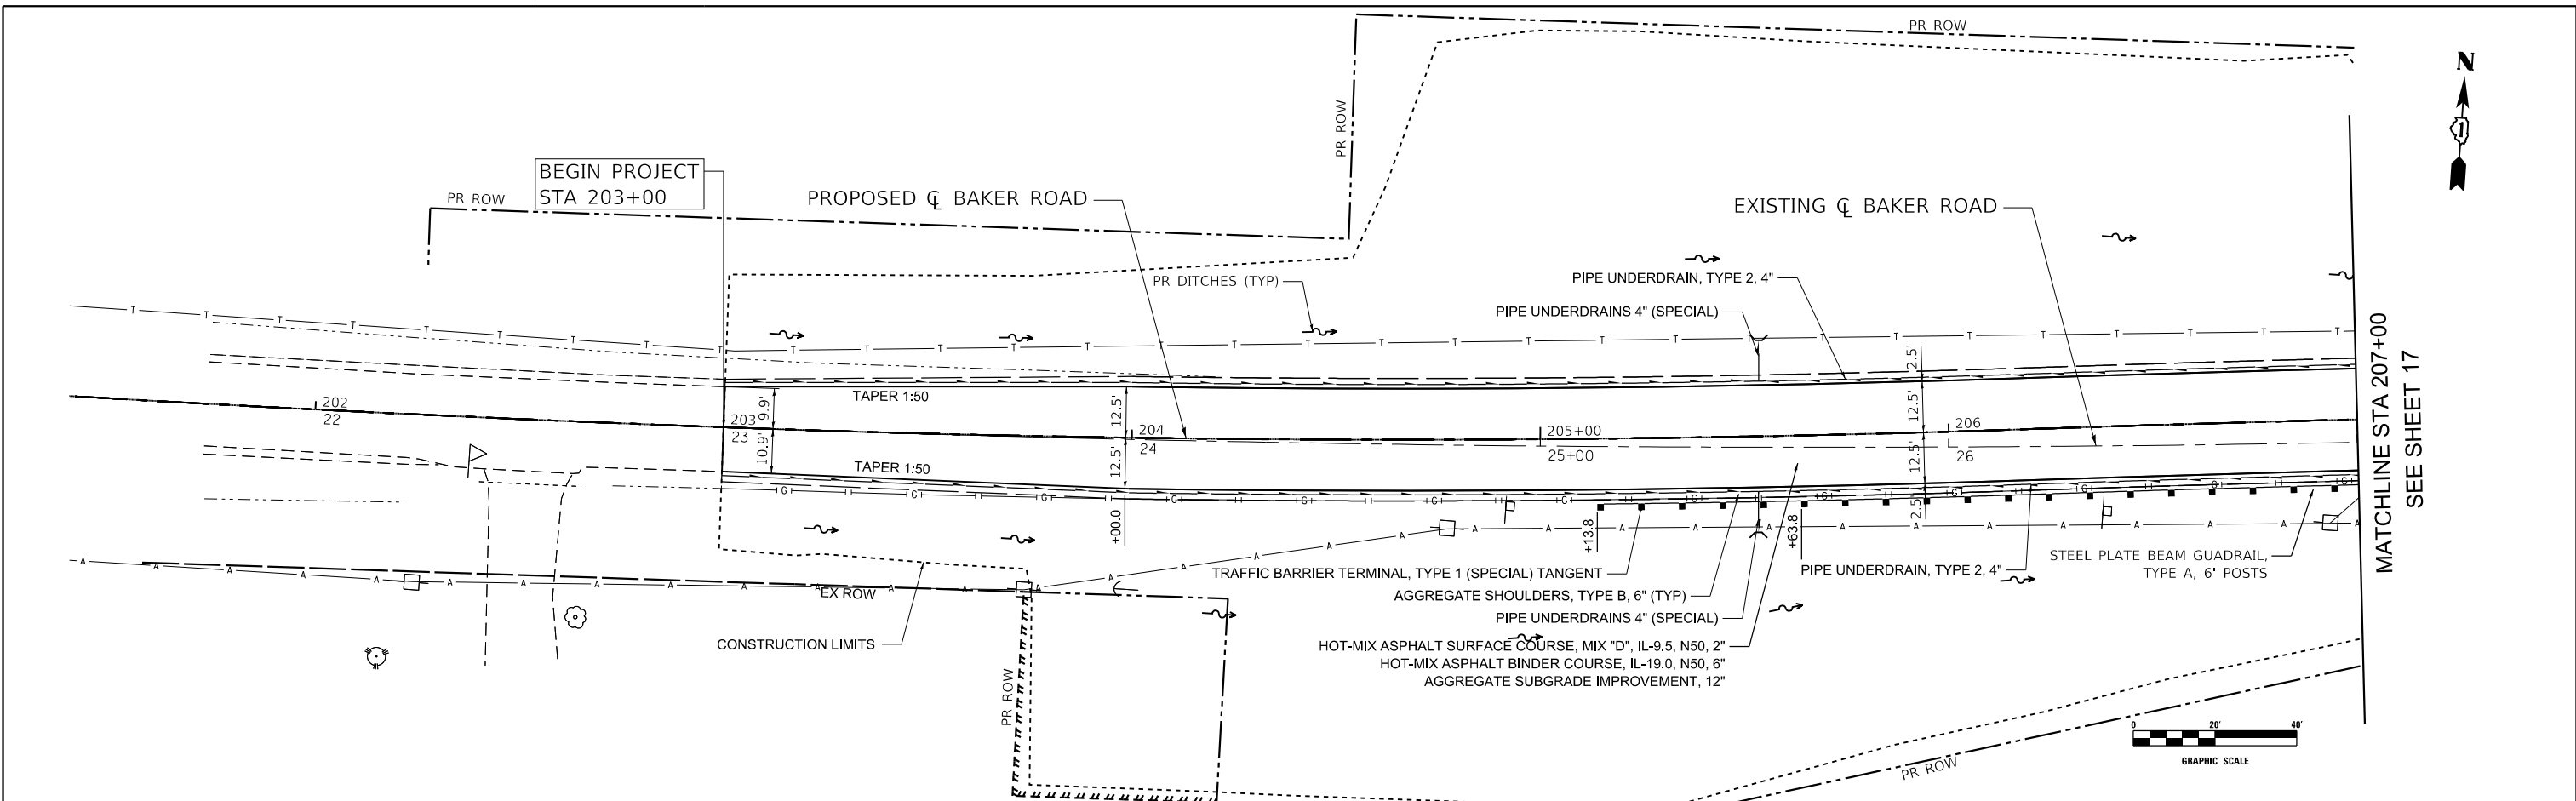 PR ROW
N
PR ROW
BEGIN PROJECT
STA 203+00
PR ROW
PROPOSED ℄ BAKER ROAD
EXISTING ℄ BAKER ROAD
PR DITCHES (TYP)
PIPE UNDERDRAIN, TYPE 2, 4"
PIPE UNDERDRAINS 4" (SPECIAL)
T T T T T T T T T T T T T T T T T T T T T T T T T T T T T T T
MATCHLINE STA 207+00
SEE SHEET 17
2.5'
TAPER 1:50
9.9'
12.5'
12.5'
202
22
203
23
204
24
205+00
25+00
206
26
10.9'
12.5'
12.5'
TAPER 1:50
G G G G G G G G G G G G G
2.5'
+00.0
+13.8
+63.8
A A A A A A A A A A A A A A A A A A A A A A A A A A A A
STEEL PLATE BEAM GUADRAIL,
TYPE A, 6' POSTS
TRAFFIC BARRIER TERMINAL, TYPE 1 (SPECIAL) TANGENT
PIPE UNDERDRAIN, TYPE 2, 4"
EX ROW
AGGREGATE SHOULDERS, TYPE B, 6" (TYP)
PIPE UNDERDRAINS 4" (SPECIAL)
CONSTRUCTION LIMITS
HOT-MIX ASPHALT SURFACE COURSE, MIX "D", IL-9.5, N50, 2"
HOT-MIX ASPHALT BINDER COURSE, IL-19.0, N50, 6"
AGGREGATE SUBGRADE IMPROVEMENT, 12"
PR ROW
PR ROW
0 20' 40'
GRAPHIC SCALE